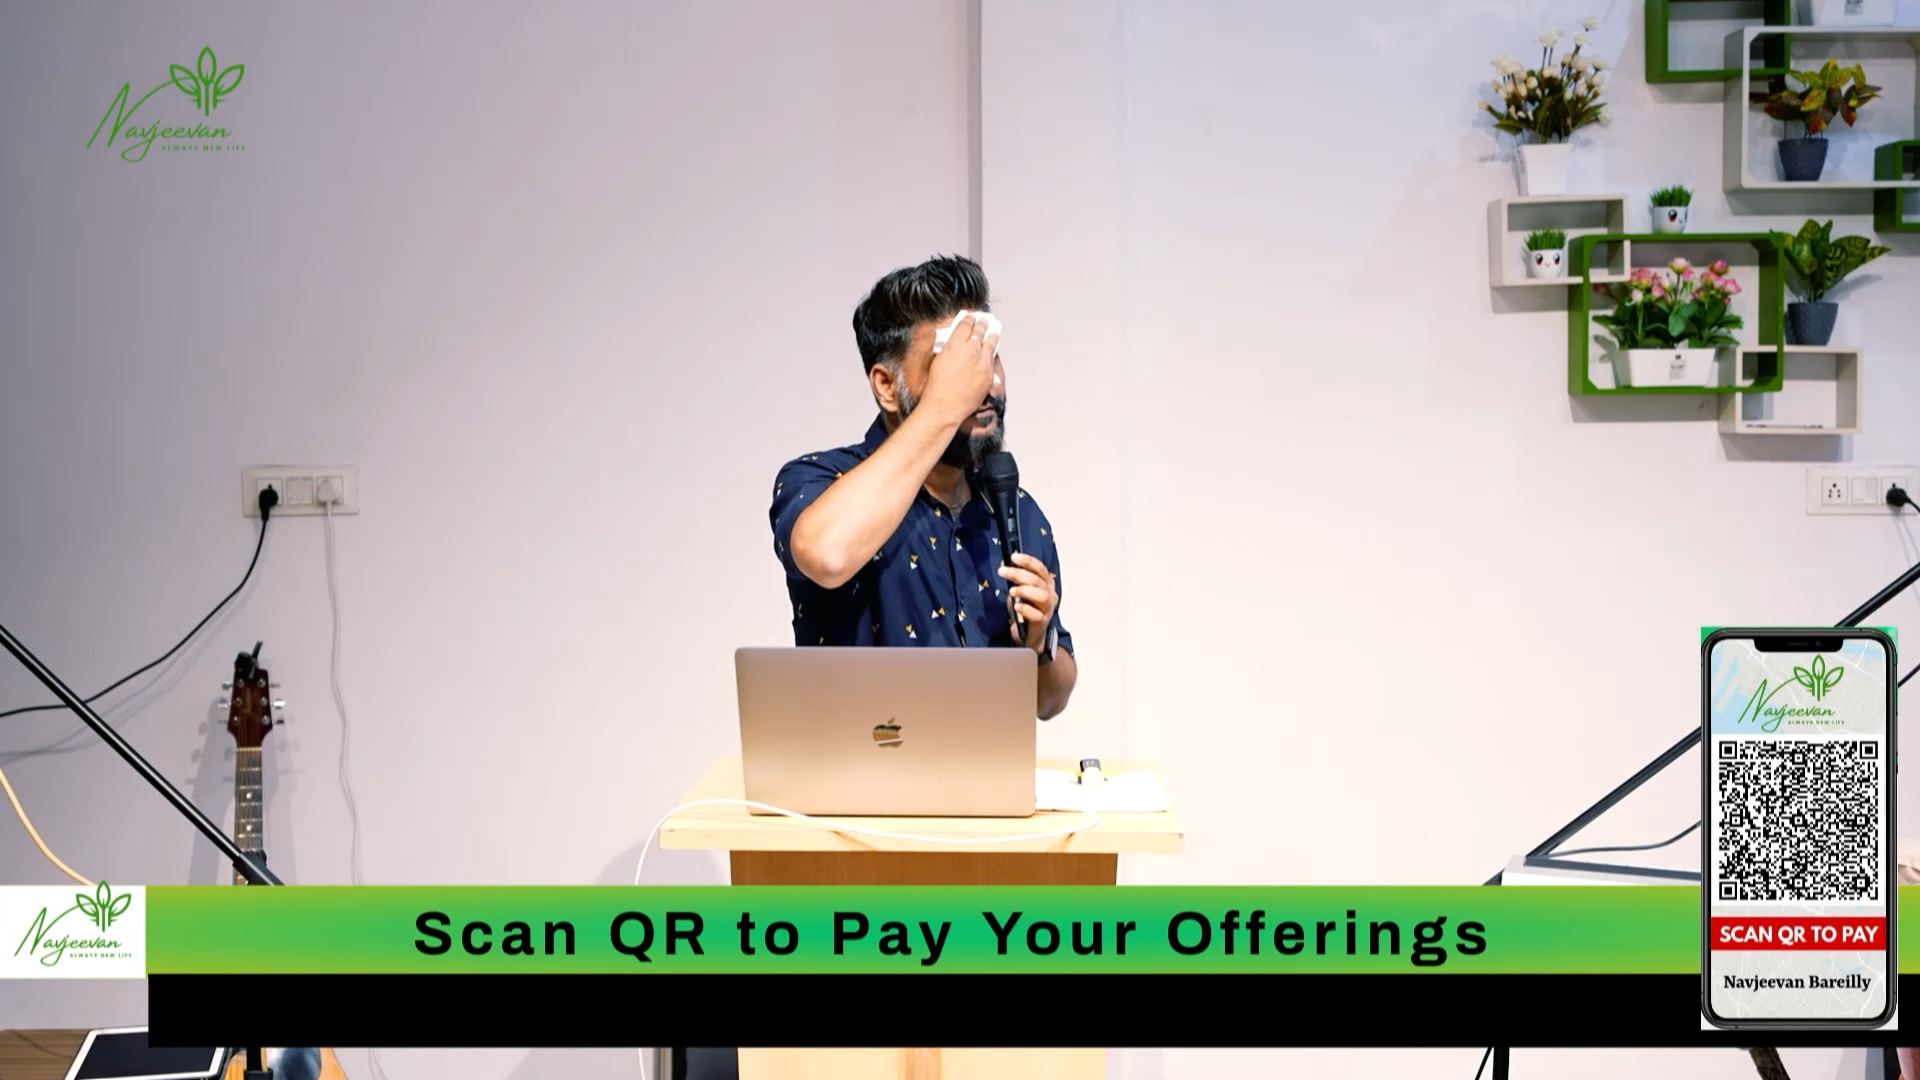 Navjeevan
ALWAYS NEW LIFE
Navjeevan
ALWAYS NEW LIFE
SCAN QR TO PAY
Navjeevan Bareilly
Navjeevan
ALWAYS NEW LIFE
Scan QR to Pay Your Offerings